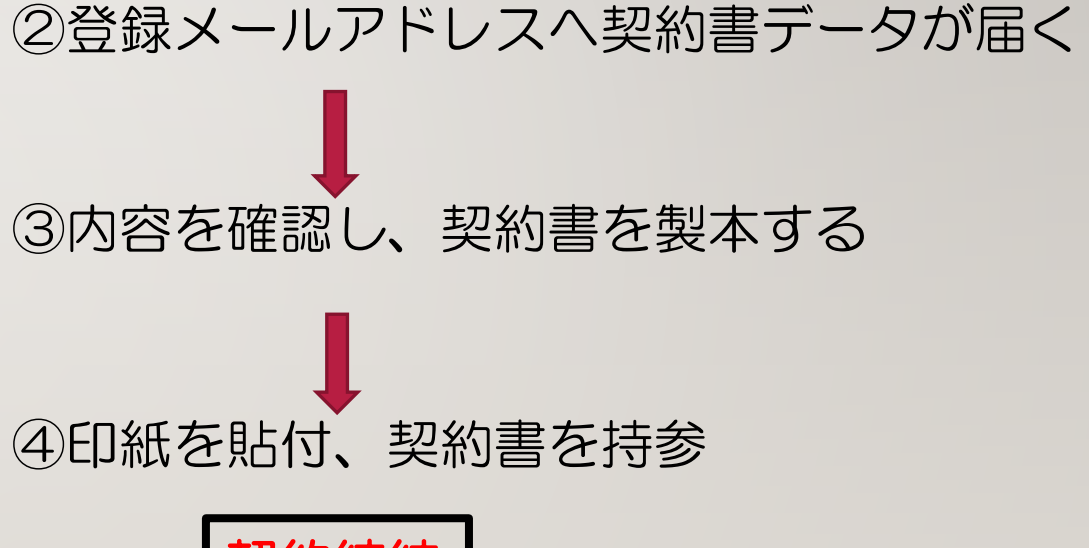 ②登録メールアドレスへ契約書データが届く
③内容を確認し、契約書を製本する
④印紙を貼付、契約書を持参